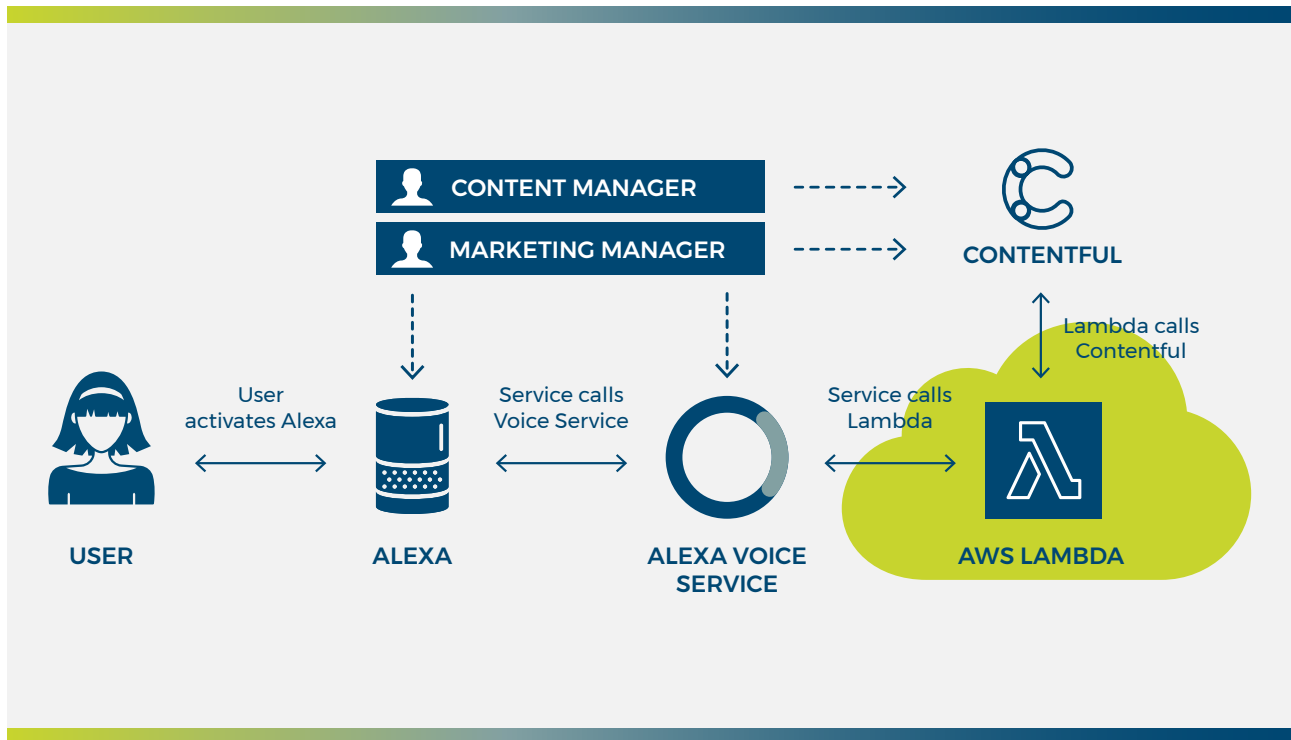 CONTENT MANAGER
MARKETING MANAGER
CONTENTFUL
Lambda calls
Contentful
User
activates Alexa
Service calls
Voice Service
Service calls
Lambda
USER
ALEXA
ALEXA VOICE
SERVICE
AWS LAMBDA